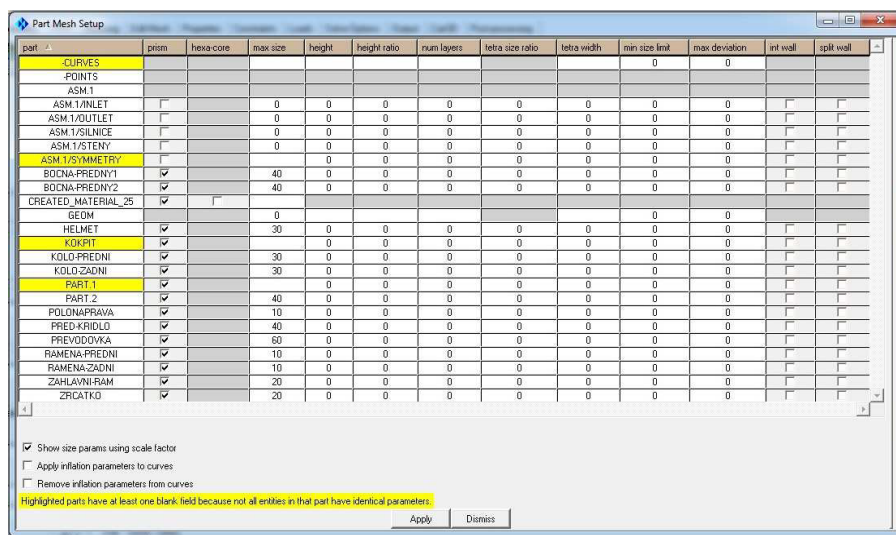 Part Mesh Setup
part prism hexa-core max size height height ratio num layers tetra size ratio tetra width min size limit max deviation int wall split wall
-CURVES 0 0
-POINTS
ASM.1
ASM.1/INLET 0 0 0 0 0 0 0 0
ASM.1/OUTLET 0 0 0 0 0 0 0 0
ASM.1/SILNICE 0 0 0 0 0 0 0 0
ASM.1/STENY 0 0 0 0 0 0 0 0
ASM.1/SYMMETRY 0 0 0 0 0 0 0
BOCNA-PREDNY1 40 0 0 0 0 0 0 0
BOCNA-PREDNY2 40 0 0 0 0 0 0 0
CREATED_MATERIAL_25
GEOM 0 0 0
HELMET 30 0 0 0 0 0 0 0
KOKPIT 0 0 0 0 0 0 0
KOLO-PREDNI 30 0 0 0 0 0 0 0
KOLO-ZADNI 30 0 0 0 0 0 0 0
PART.1 0 0 0 0 0 0 0
PART.2 40 0 0 0 0 0 0 0
POLONAPRAVA 10 0 0 0 0 0 0 0
PRED-KRIDLO 40 0 0 0 0 0 0 0
PREVODOVKA 60 0 0 0 0 0 0 0
RAMENA-PREDNI 10 0 0 0 0 0 0 0
RAMENA-ZADNI 10 0 0 0 0 0 0 0
ZAHLAVNI-RAM 20 0 0 0 0 0 0 0
ZRCATKO 20 0 0 0 0 0 0 0
Show size params using scale factor
Apply inflation parameters to curves
Remove inflation parameters from curves
Highlighted parts have at least one blank field because not all entities in that part have identical parameters.
Apply Dismiss